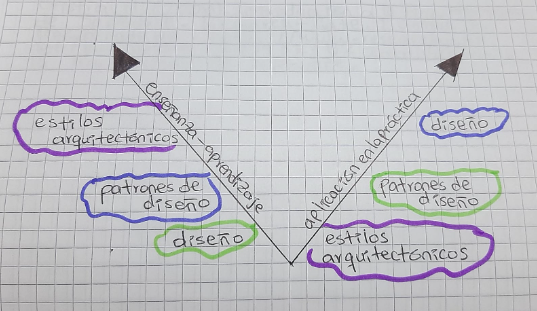 enseñanza-aprendizaje
estilos
arquitectónicos
patrones de
diseño
diseño
aplicación en la práctica
diseño
Patrones de
diseño
estilos
arquitectónicos